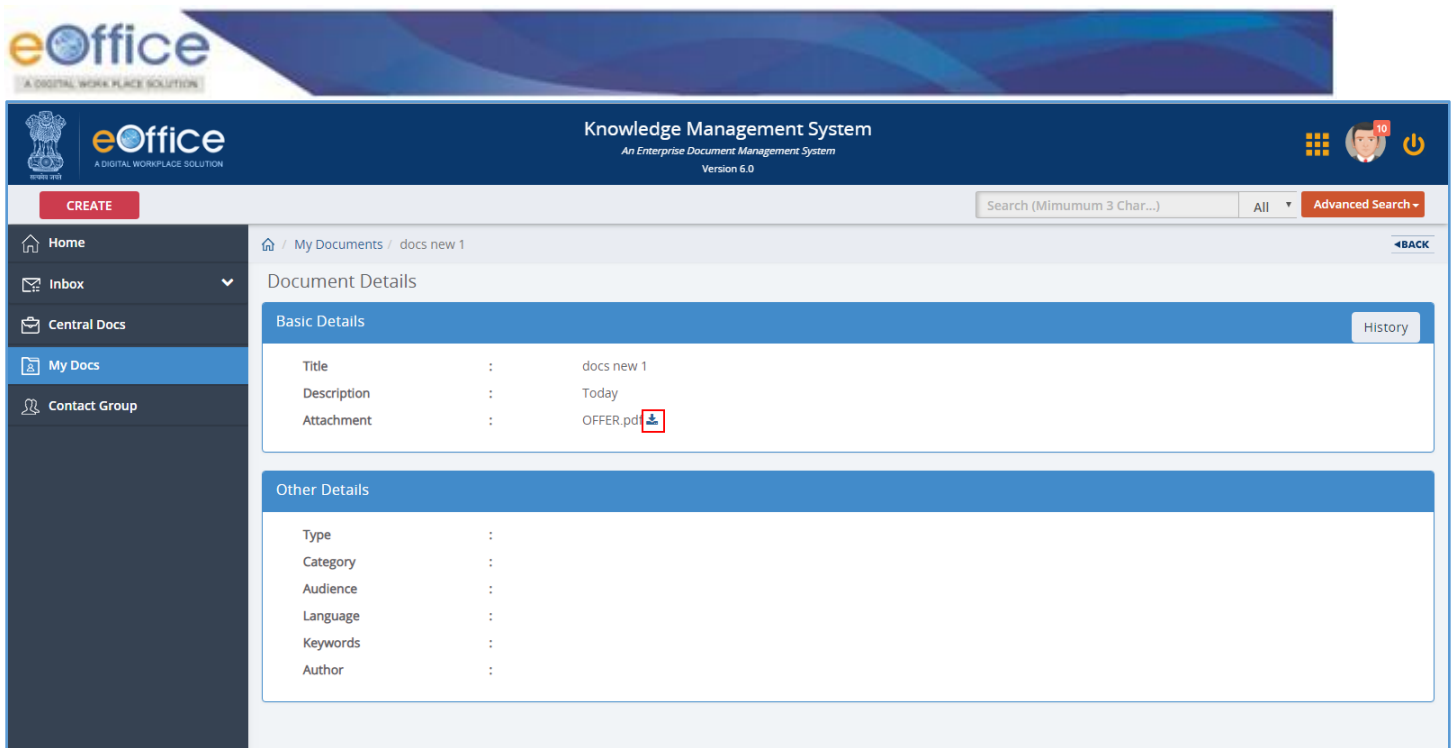 eOffice
A DIGITAL WORK PLACE SOLUTION
सत्यमेव जयते
eOffice
A DIGITAL WORKPLACE SOLUTION
Knowledge Management System
An Enterprise Document Management System
Version 6.0
10
CREATE
Search (Mimumum 3 Char...)
All
Advanced Search
Home
Inbox
Central Docs
My Docs
Contact Group
/ My Documents / docs new 1
BACK
Document Details
Basic Details
History
Title : docs new 1
Description : Today
Attachment : OFFER.pdf
Other Details
Type :
Category :
Audience :
Language :
Keywords :
Author :